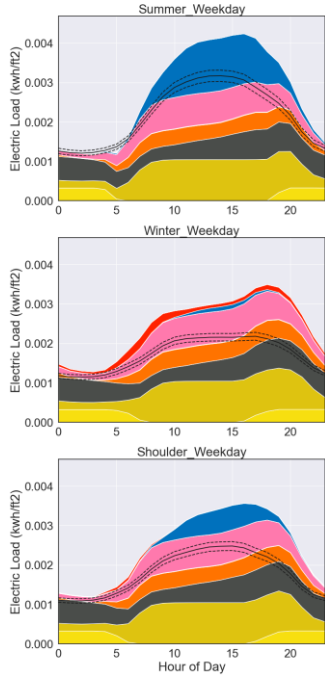 Summer_Weekday
Electric Load (kwh/ft2)
0.004
0.003
0.002
0.001
0.000
0 5 10 15 20
Winter_Weekday
Electric Load (kwh/ft2)
0.004
0.003
0.002
0.001
0.000
0 5 10 15 20
Shoulder_Weekday
Electric Load (kwh/ft2)
0.004
0.003
0.002
0.001
0.000
0 5 10 15 20
Hour of Day